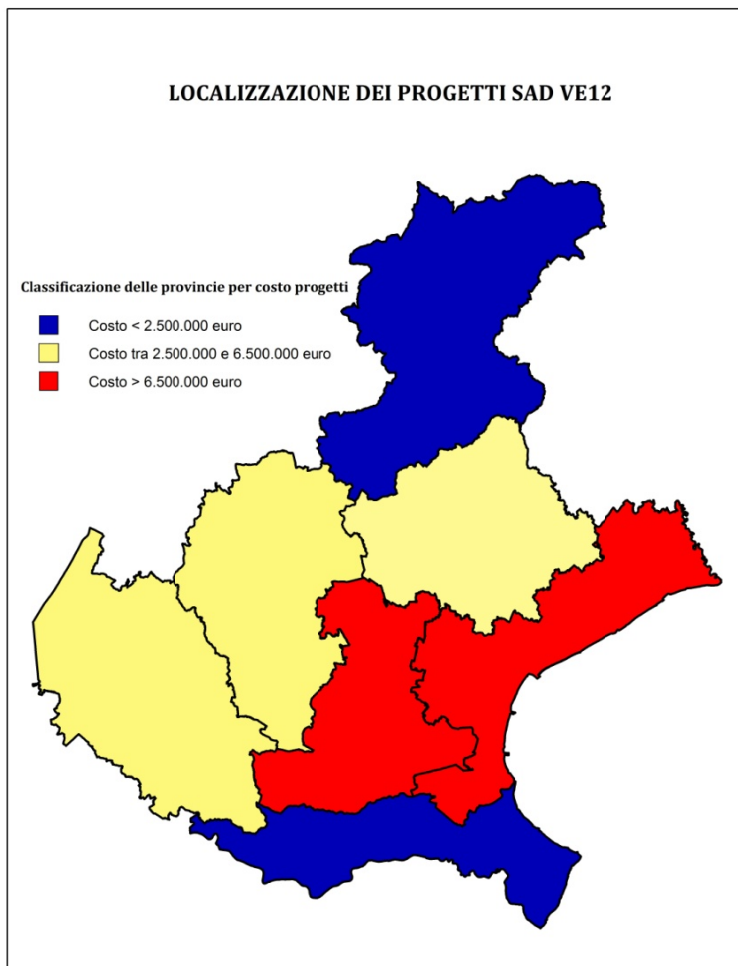 LOCALIZZAZIONE DEI PROGETTI SAD VE12
Classificazione delle provincie per costo progetti
Costo < 2.500.000 euro
Costo tra 2.500.000 e 6.500.000 euro
Costo > 6.500.000 euro